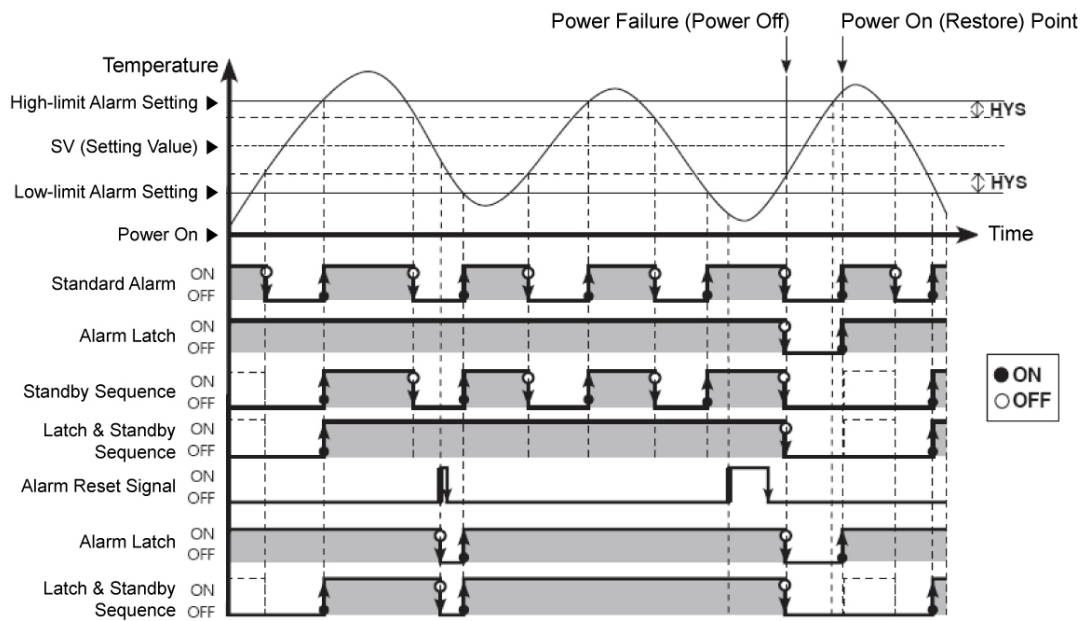 Power Failure (Power Off)
Power On (Restore) Point
Temperature
High-limit Alarm Setting ▶
HYS
SV (Setting Value) ▶
Low-limit Alarm Setting ▶
HYS
Power On ▶
Time
Standard Alarm
ON
OFF
Alarm Latch
ON
OFF
Standby Sequence
ON
OFF
Latch & Standby
Sequence
ON
OFF
Alarm Reset Signal
ON
OFF
Alarm Latch
ON
OFF
Latch & Standby
Sequence
ON
OFF
● ON
○ OFF